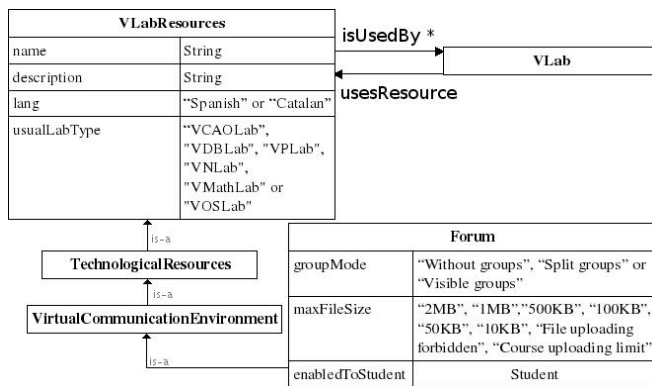 VLabResources
name String
description String
lang “Spanish” or “Catalan”
usualLabType “VCAOLab”,
"VDBLab", "VPLab",
"VNLab",
"VMathLab" or
"VOSLab"
isUsedBy *
VLab
usesResource
is-a
TechnologicalResources
is-a
VirtualCommunicationEnvironment
is-a
Forum
groupMode “Without groups”, “Split groups” or
“Visible groups”
maxFileSize “2MB”, “1MB”,“500KB”, “100KB”,
“50KB”, “10KB”, “File uploading
forbidden”, “Course uploading limit”
enabledToStudent Student